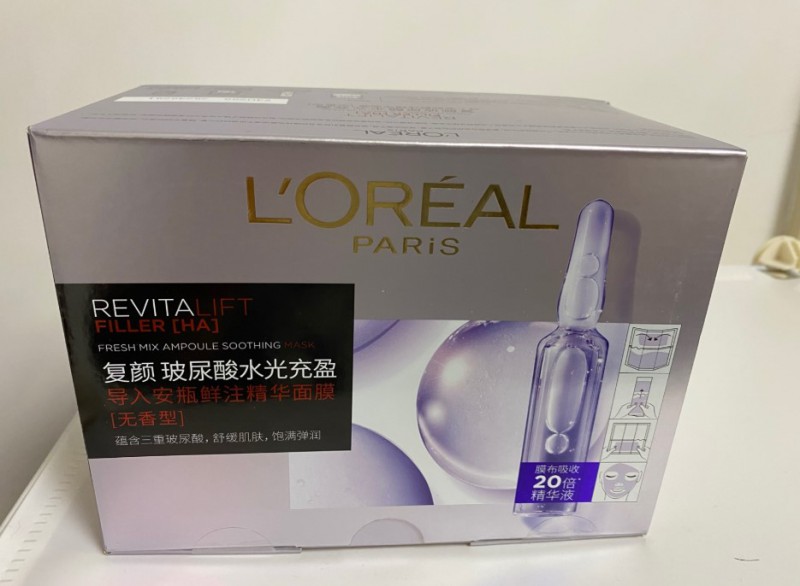 L'ORÉAL
L'ORÉAL
PARiS
REVITALIFT
FILLER [HA]
FRESH MIX AMPOULE SOOTHING MASK
复颜 玻尿酸水光充盈
导入安瓶鲜注精华面膜
[无香型]
蕴含三重玻尿酸，舒缓肌肤，饱满弹润
膜布吸收
20倍*
精华液